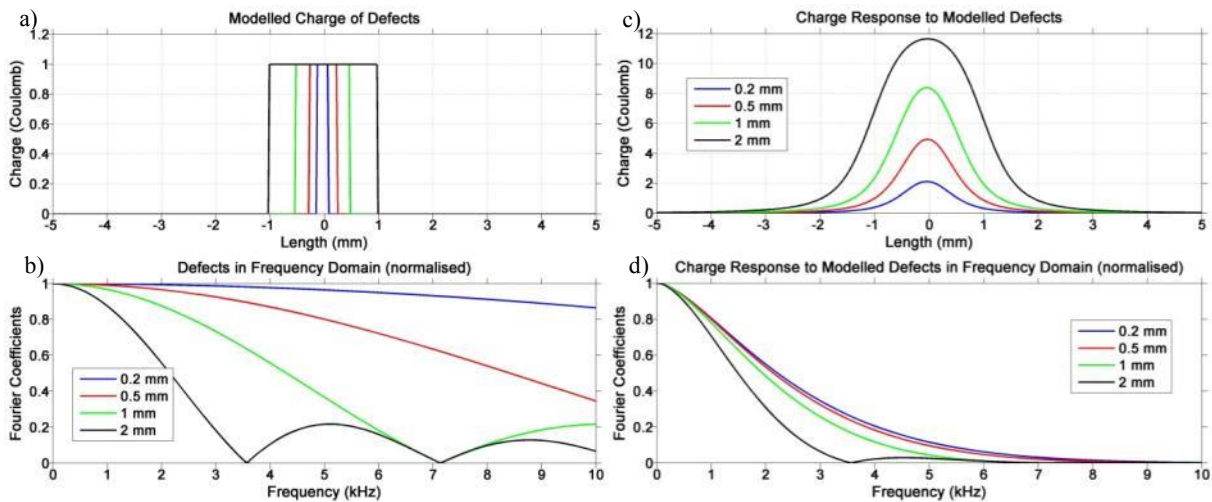 a)
Modelled Charge of Defects
Charge (Coulomb)
1.2
1
0.8
0.6
0.4
0.2
0
-5 -4 -3 -2 -1 0 1 2 3 4 5
Length (mm)
c)
Charge Response to Modelled Defects
Charge (Coulomb)
12
10
8
6
4
2
0
0.2 mm
0.5 mm
1 mm
2 mm
-5 -4 -3 -2 -1 0 1 2 3 4 5
Length (mm)
b)
Defects in Frequency Domain (normalised)
Fourier Coefficients
1
0.8
0.6
0.4
0.2
0
0.2 mm
0.5 mm
1 mm
2 mm
0 1 2 3 4 5 6 7 8 9 10
Frequency (kHz)
d)
Charge Response to Modelled Defects in Frequency Domain (normalised)
Fourier Coefficients
1
0.8
0.6
0.4
0.2
0
0.2 mm
0.5 mm
1 mm
2 mm
0 1 2 3 4 5 6 7 8 9 10
Frequency (kHz)